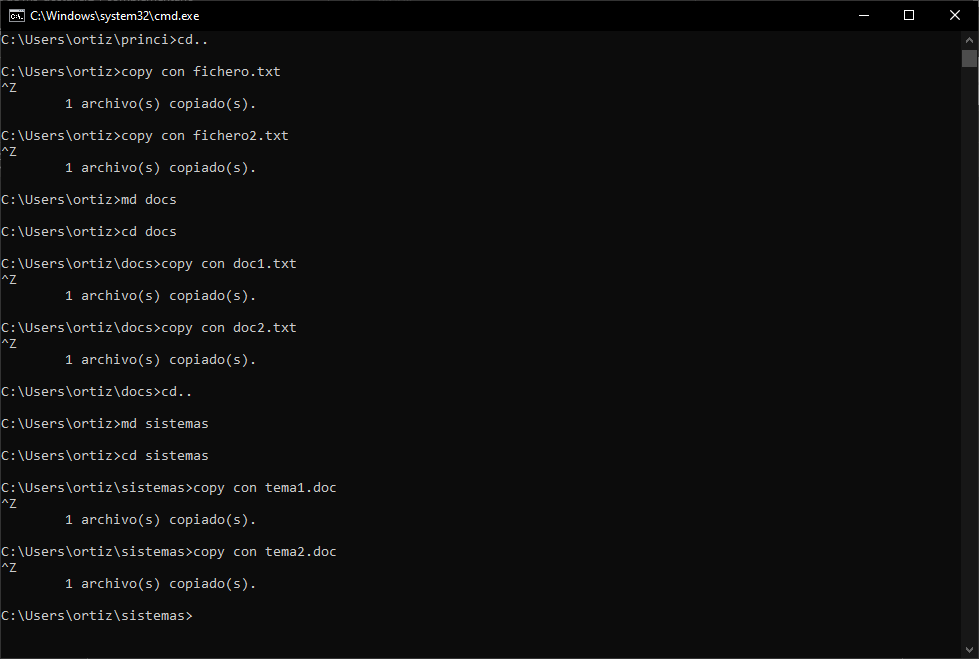 C:\Windows\system32\cmd.exe
C:\Users\ortiz\princi>cd..
C:\Users\ortiz>copy con fichero.txt
^Z
        1 archivo(s) copiado(s).
C:\Users\ortiz>copy con fichero2.txt
^Z
        1 archivo(s) copiado(s).
C:\Users\ortiz>md docs
C:\Users\ortiz>cd docs
C:\Users\ortiz\docs>copy con doc1.txt
^Z
        1 archivo(s) copiado(s).
C:\Users\ortiz\docs>copy con doc2.txt
^Z
        1 archivo(s) copiado(s).
C:\Users\ortiz\docs>cd..
C:\Users\ortiz>md sistemas
C:\Users\ortiz>cd sistemas
C:\Users\ortiz\sistemas>copy con tema1.doc
^Z
        1 archivo(s) copiado(s).
C:\Users\ortiz\sistemas>copy con tema2.doc
^Z
        1 archivo(s) copiado(s).
C:\Users\ortiz\sistemas>